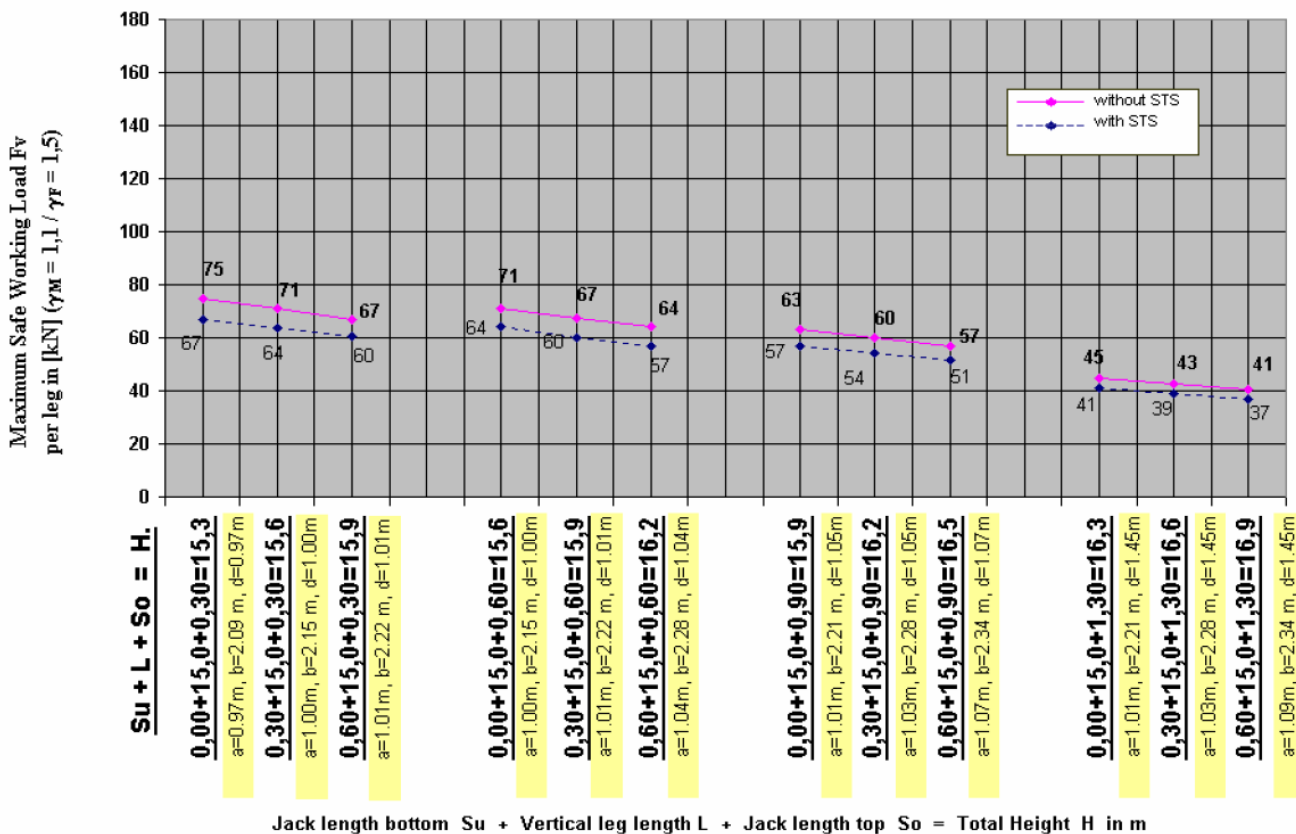 Maximum Safe Working Load Fv
per leg in [kN] (γM = 1,1 / γF = 1,5)
180
160
140
120
100
80
60
40
20
0
without STS
with STS
75
71
67
67
64
60
71
67
64
64
60
57
63
60
57
57
54
51
45
43
41
41
39
37
Su + L + So = H.
0,00+15,0+0,30=15,3
a=0.97m, b=2.09 m, d=0.97m
0,30+15,0+0,30=15,6
a=1.00m, b=2.15 m, d=1.00m
0,60+15,0+0,30=15,9
a=1.01m, b=2.22 m, d=1.01m
0,00+15,0+0,60=15,6
a=1.00m, b=2.15 m, d=1.00m
0,30+15,0+0,60=15,9
a=1.01m, b=2.22 m, d=1.01m
0,60+15,0+0,60=16,2
a=1.04m, b=2.28 m, d=1.04m
0,00+15,0+0,90=15,9
a=1.01m, b=2.21 m, d=1.05m
0,30+15,0+0,90=16,2
a=1.03m, b=2.28 m, d=1.05m
0,60+15,0+0,90=16,5
a=1.07m, b=2.34 m, d=1.07m
0,00+15,0+1,30=16,3
a=1.01m, b=2.21 m, d=1.45m
0,30+15,0+1,30=16,6
a=1.03m, b=2.28 m, d=1.45m
0,60+15,0+1,30=16,9
a=1.09m, b=2.34 m, d=1.45m
Jack length bottom Su + Vertical leg length L + Jack length top So = Total Height H in m